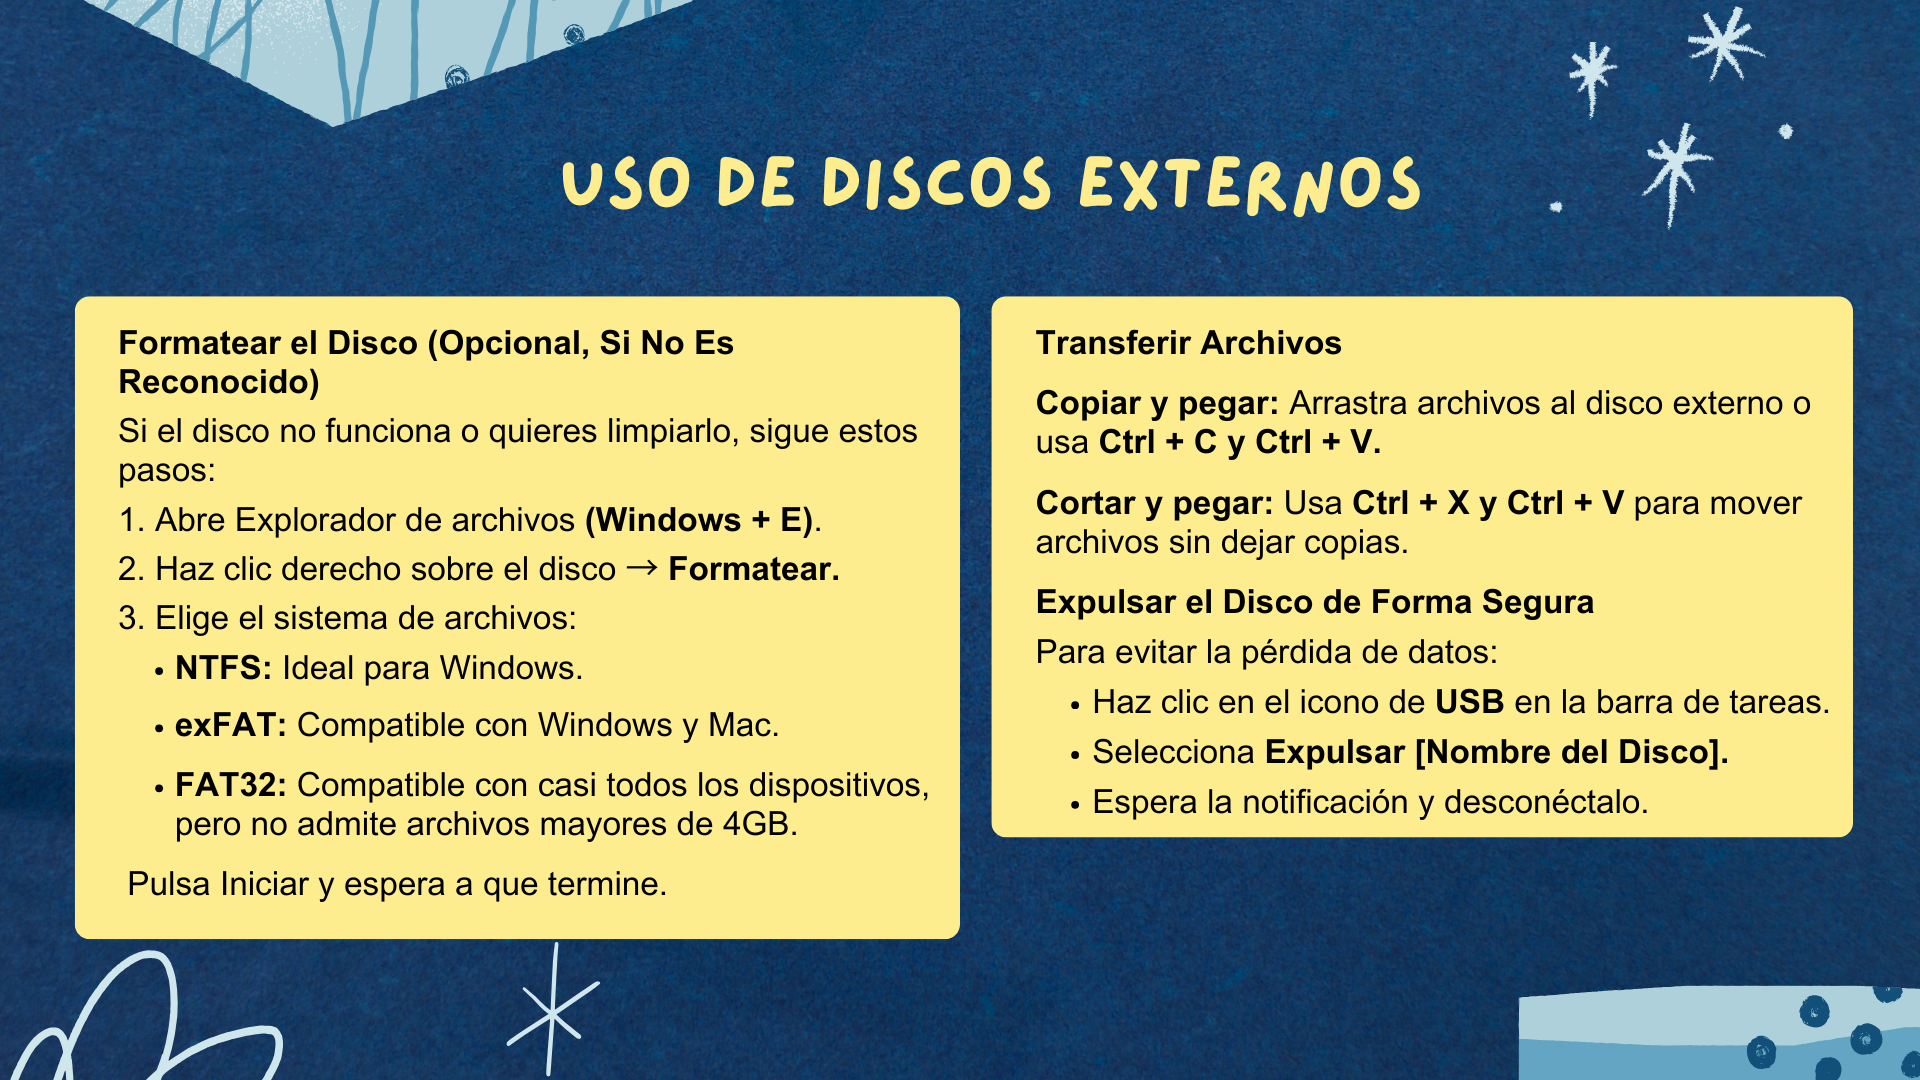 USO DE DISCOS EXTERNOS
Formatear el Disco (Opcional, Si No Es
Reconocido)
Si el disco no funciona o quieres limpiarlo, sigue estos
pasos:
1. Abre Explorador de archivos (Windows + E).
2. Haz clic derecho sobre el disco → Formatear.
3. Elige el sistema de archivos:
• NTFS: Ideal para Windows.
• exFAT: Compatible con Windows y Mac.
• FAT32: Compatible con casi todos los dispositivos,
pero no admite archivos mayores de 4GB.
Pulsa Iniciar y espera a que termine.
Transferir Archivos
Copiar y pegar: Arrastra archivos al disco externo o
usa Ctrl + C y Ctrl + V.
Cortar y pegar: Usa Ctrl + X y Ctrl + V para mover
archivos sin dejar copias.
Expulsar el Disco de Forma Segura
Para evitar la pérdida de datos:
• Haz clic en el icono de USB en la barra de tareas.
• Selecciona Expulsar [Nombre del Disco].
• Espera la notificación y desconéctalo.